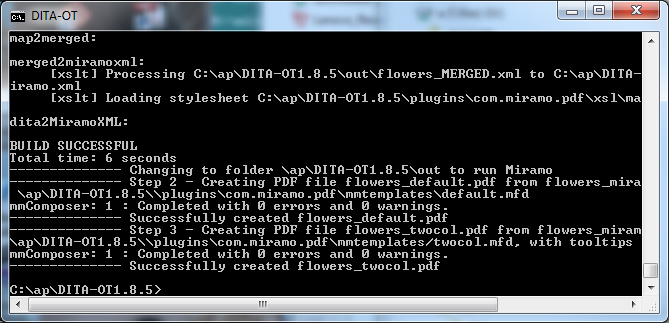 DITA-OT
map2merged:
merged2miramoxml:
[xslt] Processing C:\ap\DITA-OT1.8.5\out\flowers_MERGED.xml to C:\ap\DITA-
iramo.xml
[xslt] Loading stylesheet C:\ap\DITA-OT1.8.5\plugins\com.miramo.pdf\xsl\ma
dita2MiramoXML:
BUILD SUCCESSFUL
Total time: 6 seconds
-------------- Changing to folder \ap\DITA-OT1.8.5\out to run Miramo
-------------- Step 2 - Creating PDF file flowers_default.pdf from flowers_mira
\ap\DITA-OT1.8.5\\plugins\com.miramo.pdf\mmtemplates\default.mfd
mmComposer: 1 : Completed with 0 errors and 0 warnings.
-------------- Successfully created flowers_default.pdf
-------------- Step 3 - Creating PDF file flowers_twocol.pdf from flowers_miram
\ap\DITA-OT1.8.5\\plugins\com.miramo.pdf\mmtemplates/twocol.mfd, with tooltips
mmComposer: 1 : Completed with 0 errors and 0 warnings.
-------------- Successfully created flowers_twocol.pdf
C:\ap\DITA-OT1.8.5>